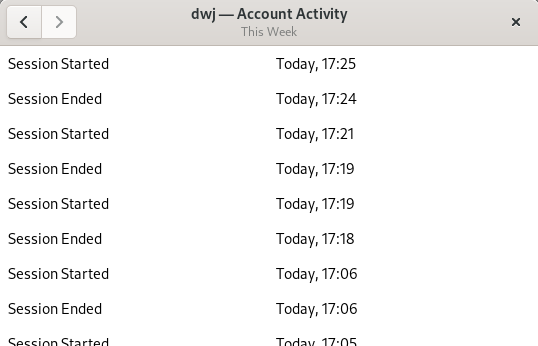 dwj — Account Activity
This Week
Session Started Today, 17:25
Session Ended Today, 17:24
Session Started Today, 17:21
Session Ended Today, 17:19
Session Started Today, 17:19
Session Ended Today, 17:18
Session Started Today, 17:06
Session Ended Today, 17:06
Session Started Today, 17:05